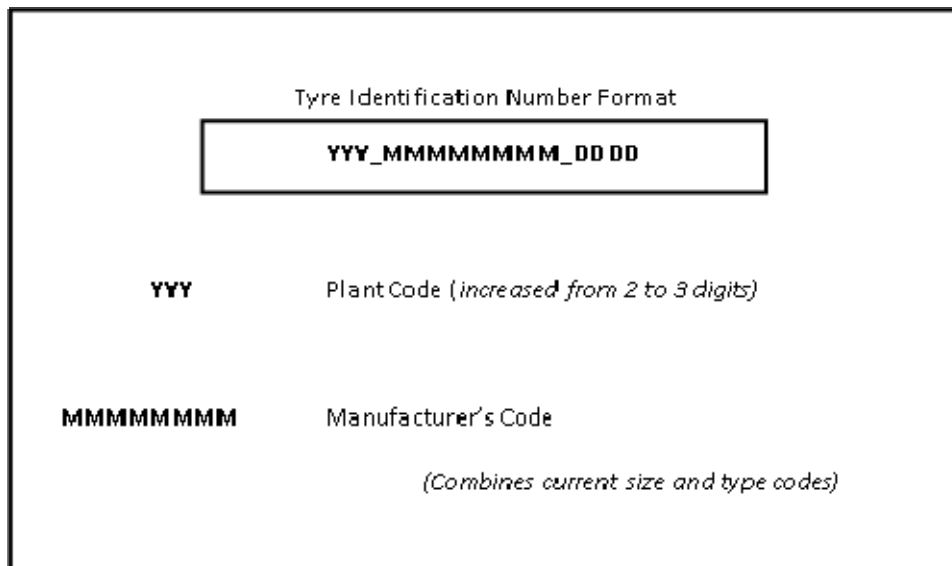 Tyre Identification Number Format
YYY_MMMMMMMM_DDDD
YYY Plant Code (increased from 2 to 3 digits)
MMMMMMMM Manufacturer's Code
(Combines current size and type codes)